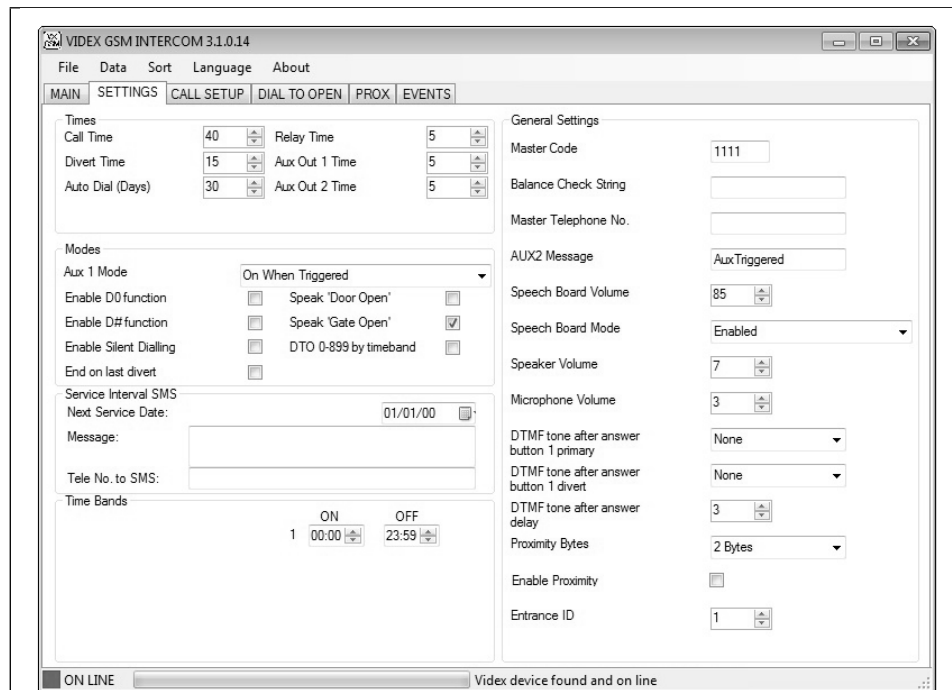 VIDEX GSM INTERCOM 3.1.0.14
File Data Sort Language About
MAIN SETTINGS CALL SETUP DIAL TO OPEN PROX EVENTS
Times
Call Time 40 Relay Time 5
Divert Time 15 Aux Out 1 Time 5
Auto Dial (Days) 30 Aux Out 2 Time 5
Modes
Aux 1 Mode On When Triggered
Enable D0 function Speak 'Door Open'
Enable D# function Speak 'Gate Open'
Enable Silent Dialling DTO 0-899 by timeband
End on last divert
Service Interval SMS
Next Service Date: 01/01/00
Message:
Tele No. to SMS:
Time Bands
ON OFF
1 00:00 23:59
General Settings
Master Code 1111
Balance Check String
Master Telephone No.
AUX2 Message Aux Triggered
Speech Board Volume 85
Speech Board Mode Enabled
Speaker Volume 7
Microphone Volume 3
DTMF tone after answer
button 1 primary None
DTMF tone after answer
button 1 divert None
DTMF tone after answer
delay 3
Proximity Bytes 2 Bytes
Enable Proximity
Entrance ID 1
ON LINE Videx device found and on line